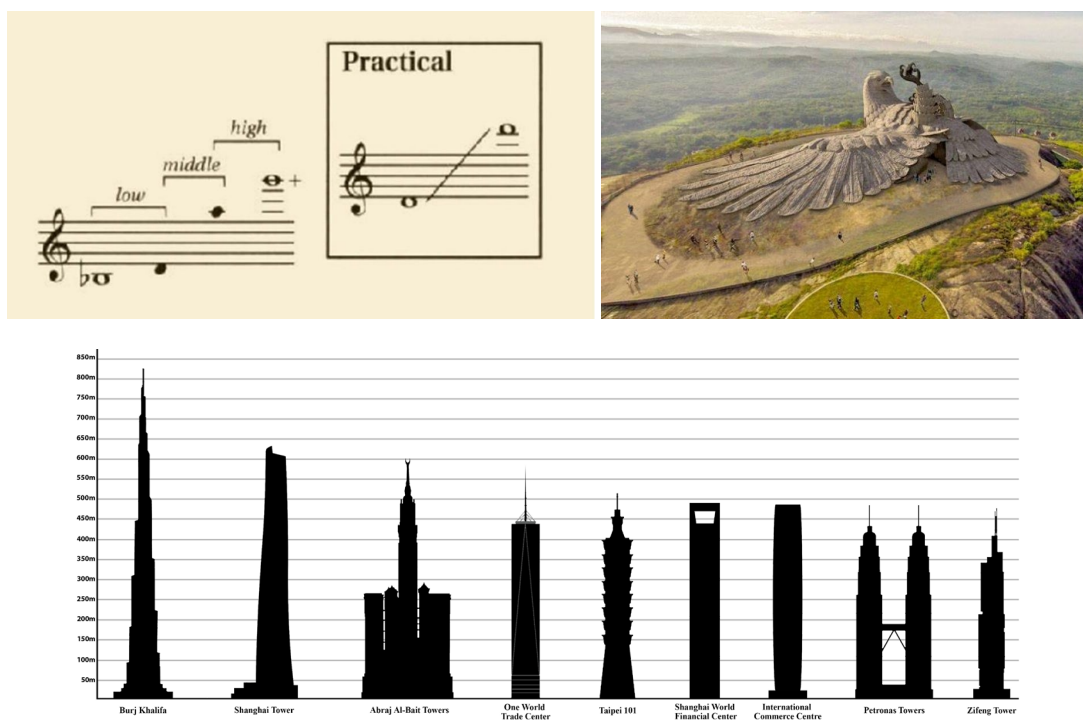 Practical
high
middle
low
850m
800m
750m
700m
650m
600m
550m
500m
450m
400m
350m
300m
250m
200m
150m
100m
50m
Burj Khalifa
Shanghai Tower
Abraj Al-Bait Towers
One World
Trade Center
Taipei 101
Shanghai World
Financial Center
International
Commerce Centre
Petronas Towers
Zifeng Tower